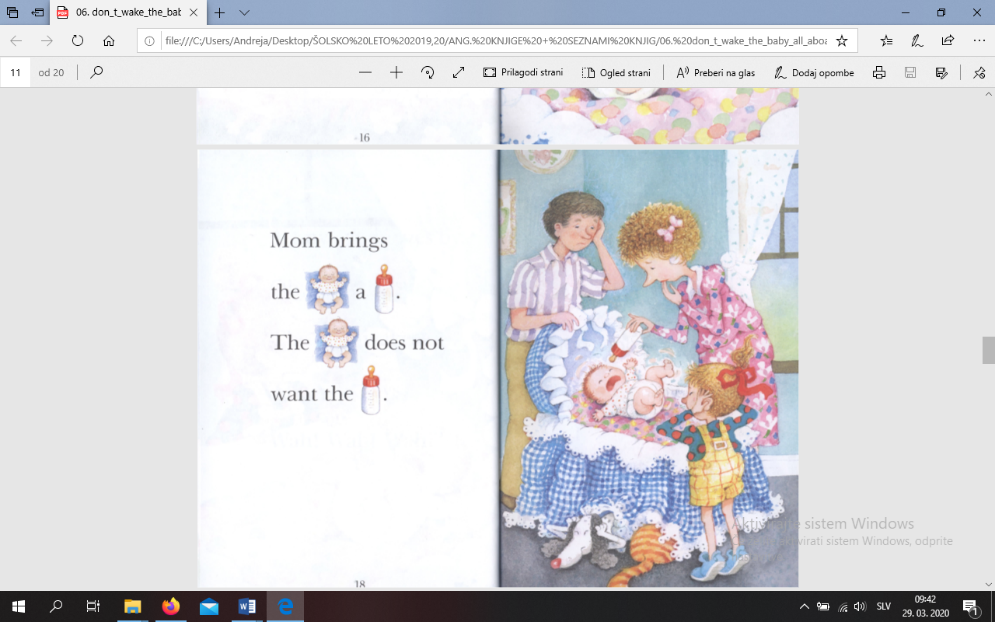 06. don_t_wake_the_bab
file:///C:/Users/Andreja/Desktop/ŠOLSKO%20LETO%202019,20/ANG.%20KNJIGE%20+%20SEZNAMI%20KNJIG/06.%20don_t_wake_the_baby_all_aboa
11 od 20
Prilagodi strani
Ogled strani
Preberi na glas
Dodaj opombe
16
Mom brings
the a .
The does not
want the .
18
sistem Windows
sistem Windows, odprite
SLV
09:42
29. 03. 2020
1